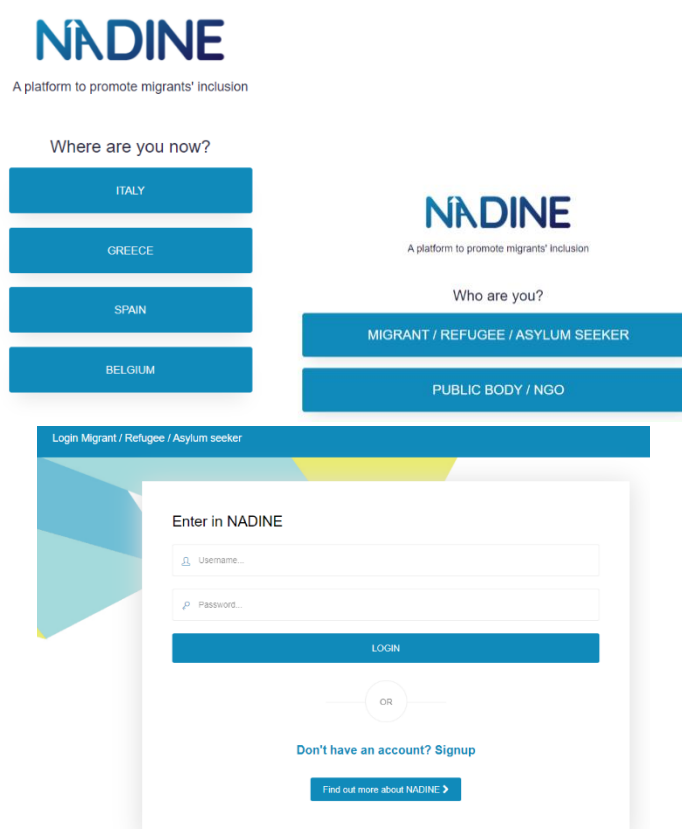 NADINE
A platform to promote migrants' inclusion
Where are you now?
ITALY
GREECE
SPAIN
BELGIUM
NADINE
A platform to promote migrants' inclusion
Who are you?
MIGRANT / REFUGEE / ASYLUM SEEKER
PUBLIC BODY / NGO
Login Migrant / Refugee / Asylum seeker
Enter in NADINE
Username...
Password...
LOGIN
OR
Don't have an account? Signup
Find out more about NADINE